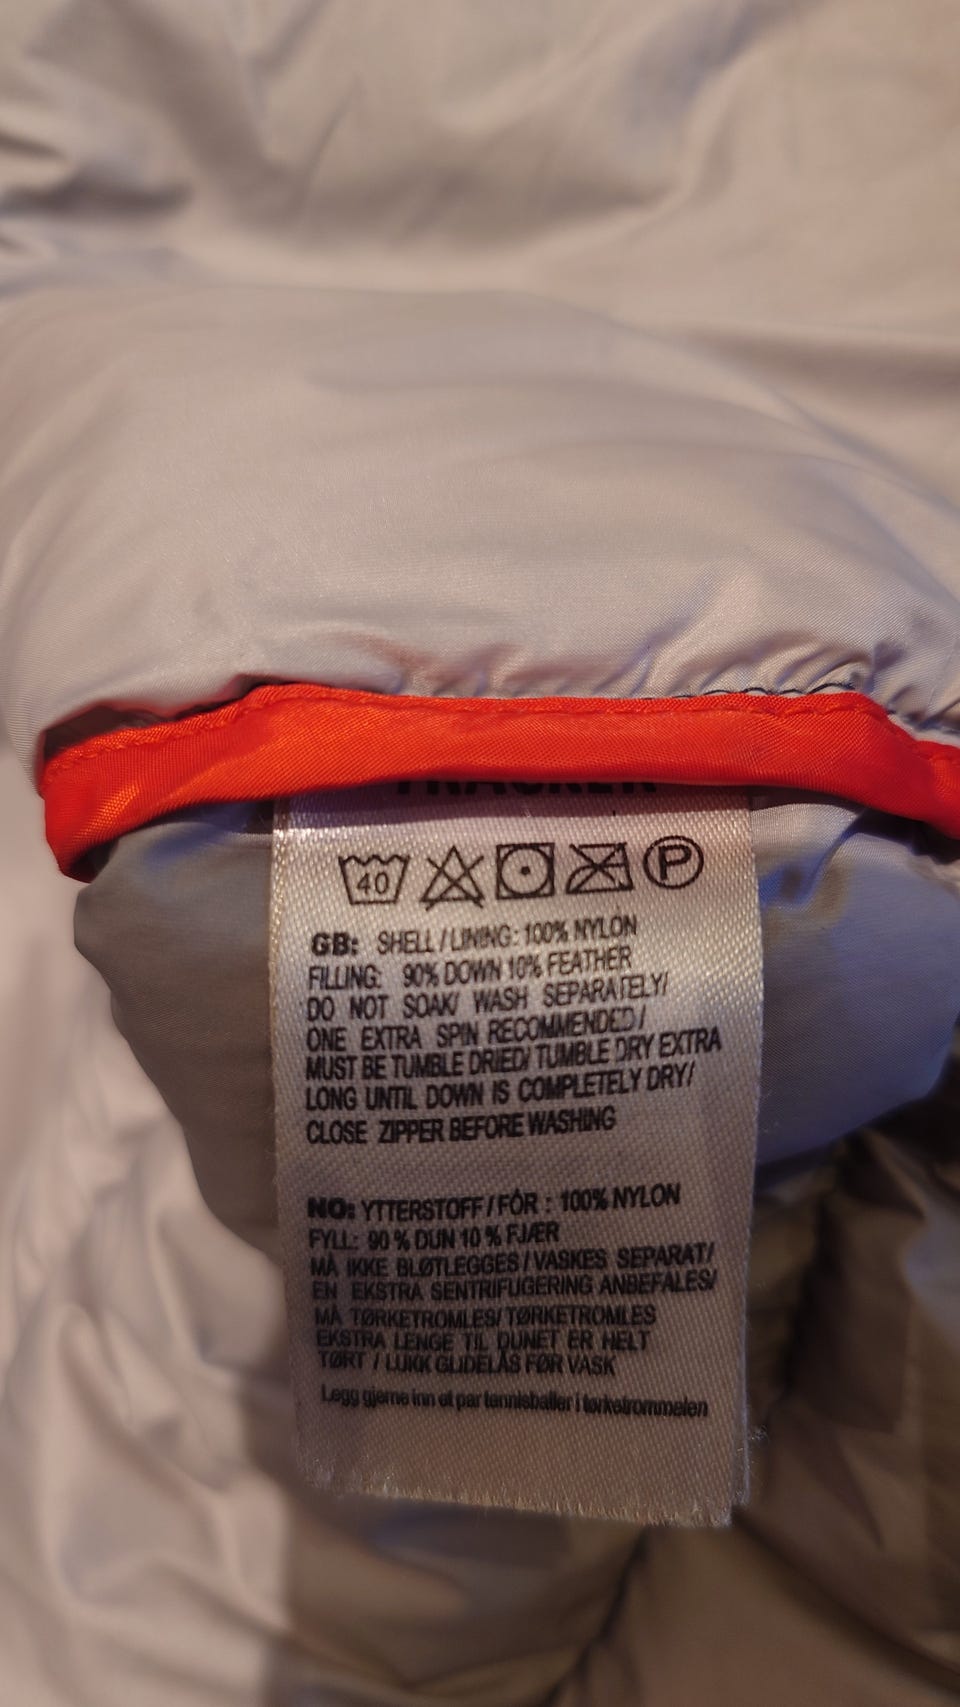 TRACKER
40 P
GB: SHELL / LINING: 100% NYLON
FILLING: 90% DOWN 10% FEATHER
DO NOT SOAK/ WASH SEPARATELY/
ONE EXTRA SPIN RECOMMENDED/
MUST BE TUMBLE DRIED/ TUMBLE DRY EXTRA
LONG UNTIL DOWN IS COMPLETELY DRY/
CLOSE ZIPPER BEFORE WASHING
NO: YTTERSTOFF / FÓR : 100% NYLON
FYLL: 90 % DUN 10 % FJÆR
MÅ IKKE BLØTLEGGES / VASKES SEPARAT/
EN EKSTRA SENTRIFUGERING ANBEFALES/
MÅ TØRKETROMLES/ TØRKETROMLES
EKSTRA LENGE TIL DUNET ER HELT
TØRT / LUKK GLIDELÅS FØR VASK
Legg gjerne inn et par tennisballer i tørketrommelen